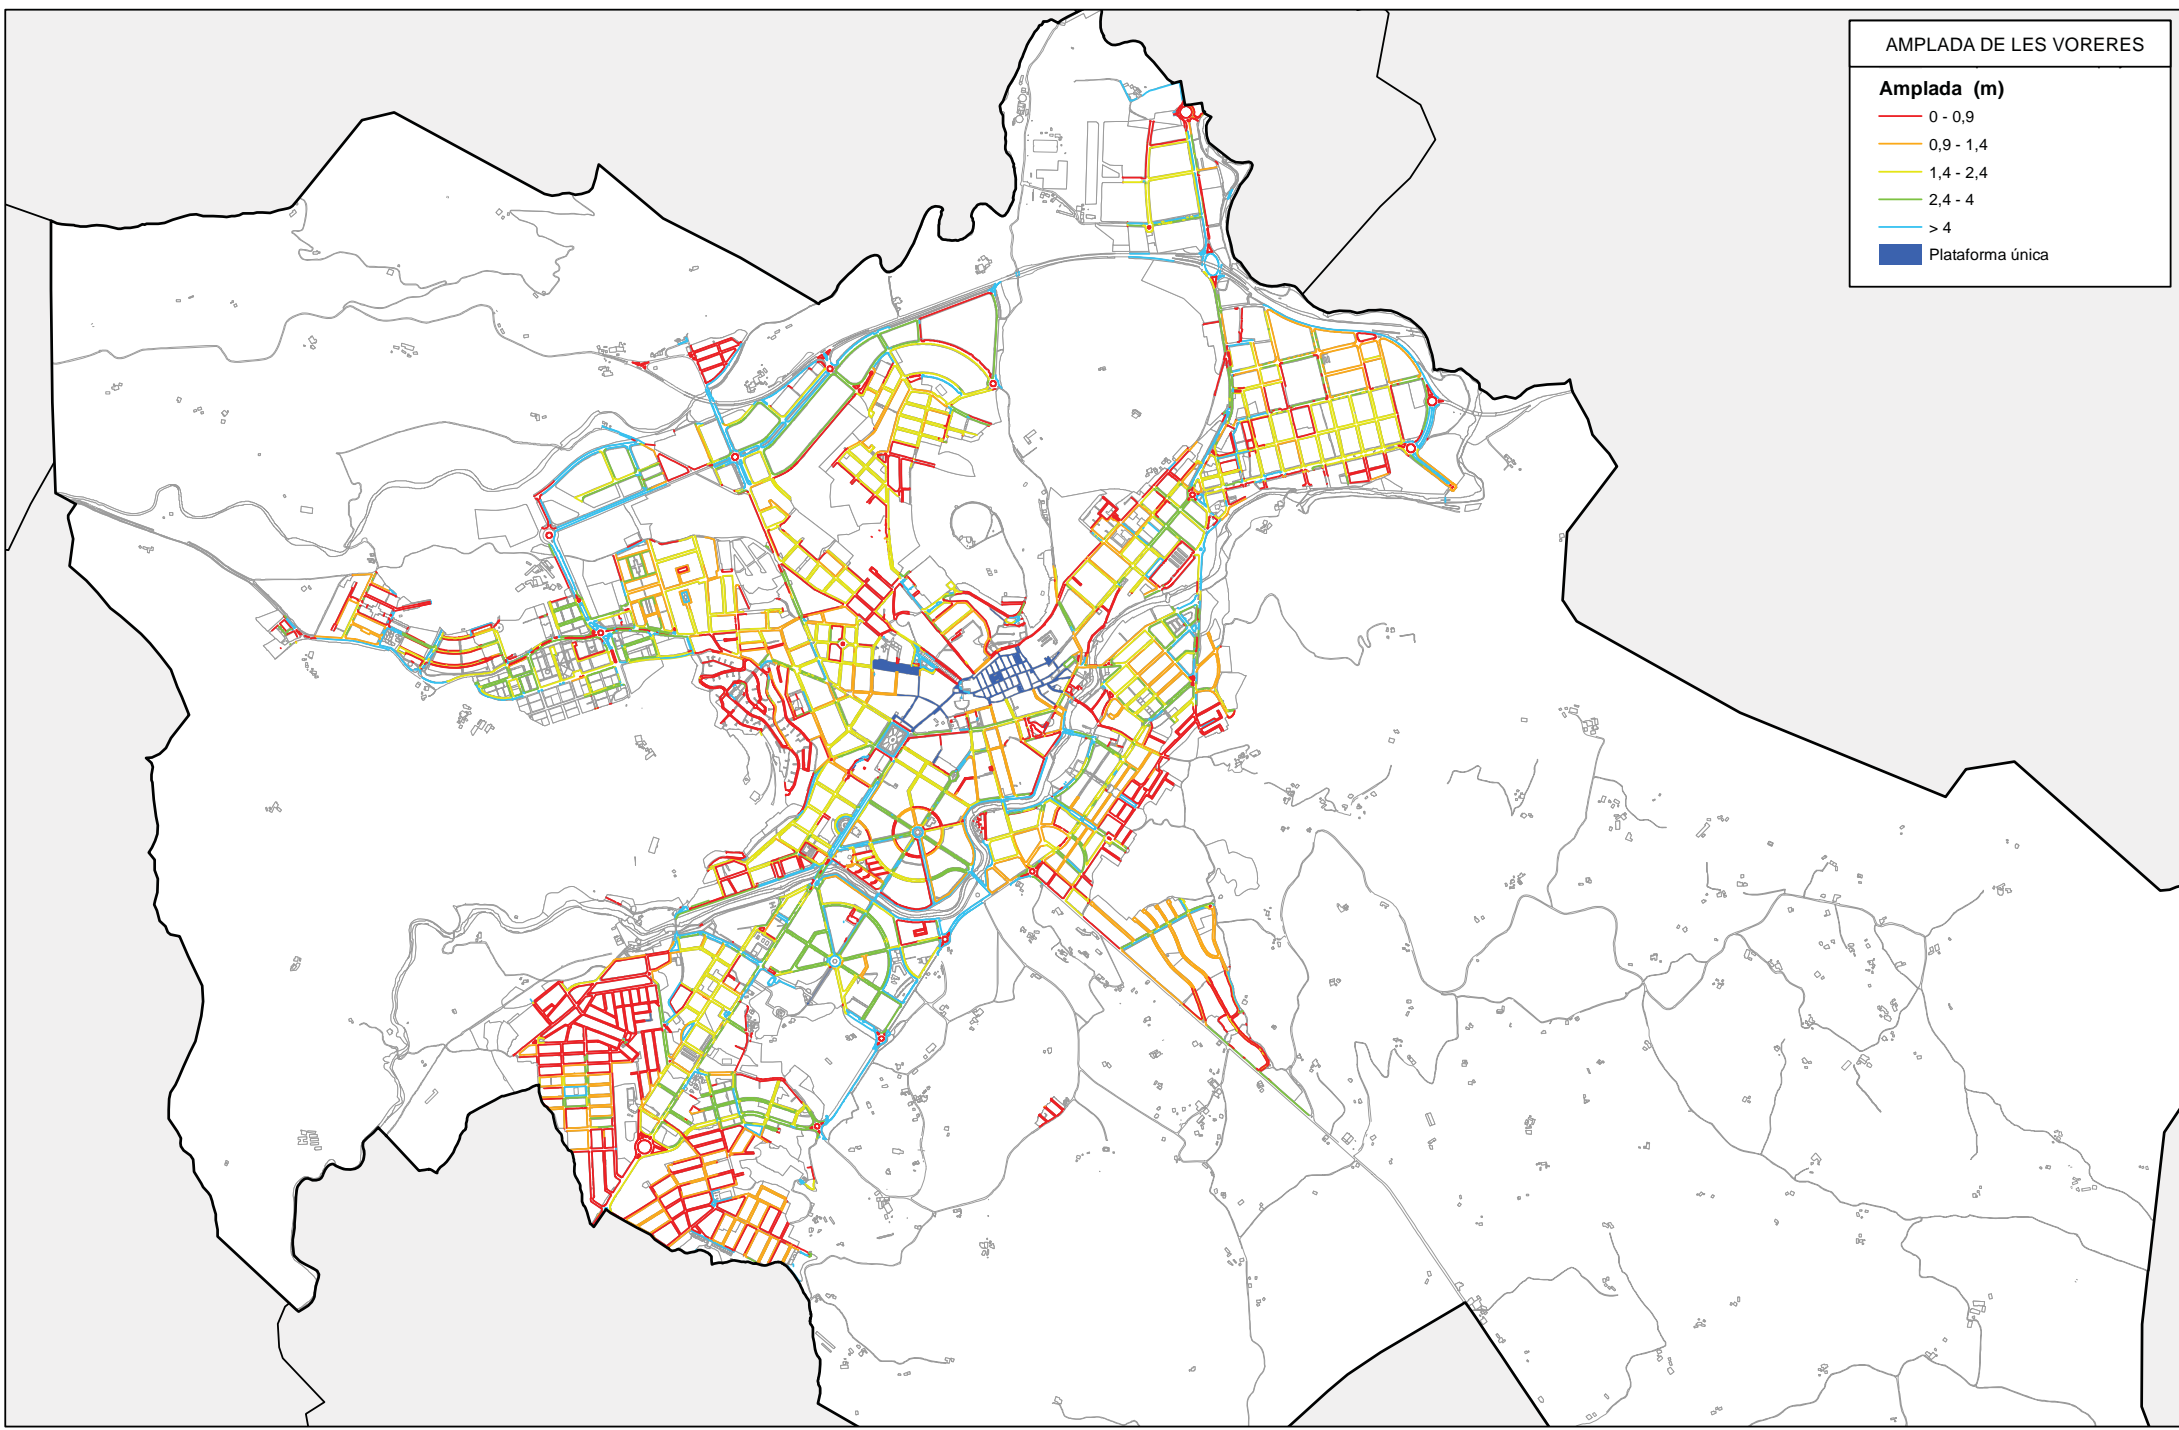 AMPLADA DE LES VORERES
Amplada (m)
0 - 0,9
0,9 - 1,4
1,4 - 2,4
2,4 - 4
> 4
Plataforma única